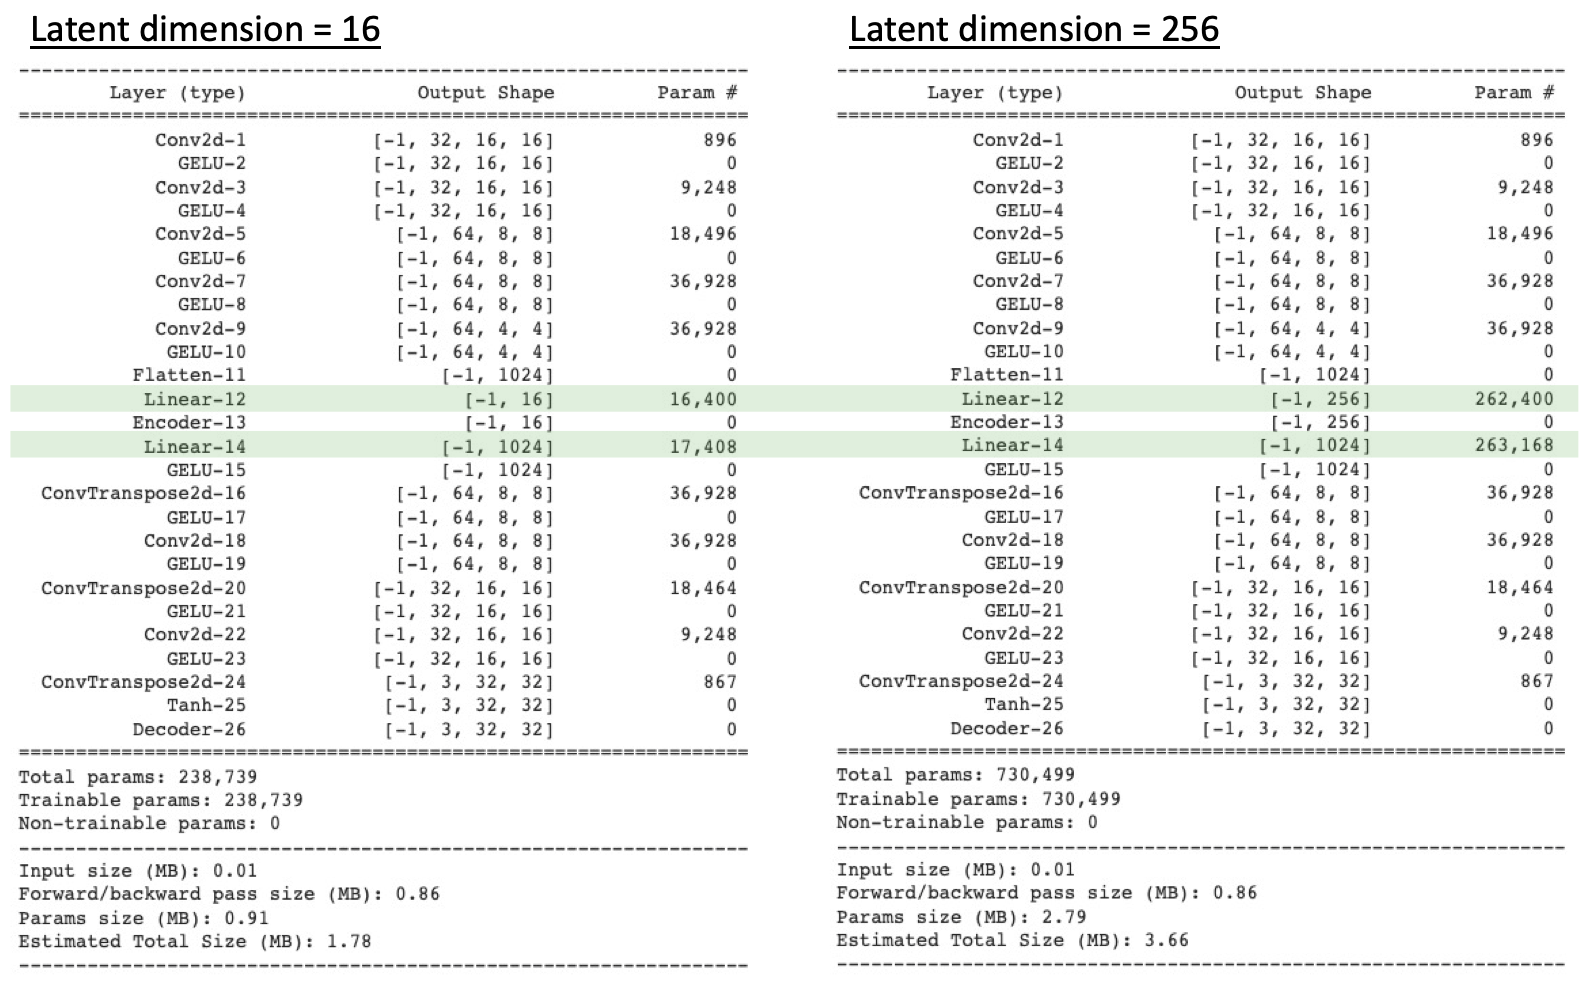 Latent dimension = 16
----------------------------------------------------------------
Layer (type) Output Shape Param #
================================================================
Conv2d-1 [-1, 32, 16, 16] 896
GELU-2 [-1, 32, 16, 16] 0
Conv2d-3 [-1, 32, 16, 16] 9,248
GELU-4 [-1, 32, 16, 16] 0
Conv2d-5 [-1, 64, 8, 8] 18,496
GELU-6 [-1, 64, 8, 8] 0
Conv2d-7 [-1, 64, 8, 8] 36,928
GELU-8 [-1, 64, 8, 8] 0
Conv2d-9 [-1, 64, 4, 4] 36,928
GELU-10 [-1, 64, 4, 4] 0
Flatten-11 [-1, 1024] 0
Linear-12 [-1, 16] 16,400
Encoder-13 [-1, 16] 0
Linear-14 [-1, 1024] 17,408
GELU-15 [-1, 1024] 0
ConvTranspose2d-16 [-1, 64, 8, 8] 36,928
GELU-17 [-1, 64, 8, 8] 0
Conv2d-18 [-1, 64, 8, 8] 36,928
GELU-19 [-1, 64, 8, 8] 0
ConvTranspose2d-20 [-1, 32, 16, 16] 18,464
GELU-21 [-1, 32, 16, 16] 0
Conv2d-22 [-1, 32, 16, 16] 9,248
GELU-23 [-1, 32, 16, 16] 0
ConvTranspose2d-24 [-1, 3, 32, 32] 867
Tanh-25 [-1, 3, 32, 32] 0
Decoder-26 [-1, 3, 32, 32] 0
================================================================
Total params: 238,739
Trainable params: 238,739
Non-trainable params: 0
----------------------------------------------------------------
Input size (MB): 0.01
Forward/backward pass size (MB): 0.86
Params size (MB): 0.91
Estimated Total Size (MB): 1.78
----------------------------------------------------------------
Latent dimension = 256
----------------------------------------------------------------
Layer (type) Output Shape Param #
================================================================
Conv2d-1 [-1, 32, 16, 16] 896
GELU-2 [-1, 32, 16, 16] 0
Conv2d-3 [-1, 32, 16, 16] 9,248
GELU-4 [-1, 32, 16, 16] 0
Conv2d-5 [-1, 64, 8, 8] 18,496
GELU-6 [-1, 64, 8, 8] 0
Conv2d-7 [-1, 64, 8, 8] 36,928
GELU-8 [-1, 64, 8, 8] 0
Conv2d-9 [-1, 64, 4, 4] 36,928
GELU-10 [-1, 64, 4, 4] 0
Flatten-11 [-1, 1024] 0
Linear-12 [-1, 256] 262,400
Encoder-13 [-1, 256] 0
Linear-14 [-1, 1024] 263,168
GELU-15 [-1, 1024] 0
ConvTranspose2d-16 [-1, 64, 8, 8] 36,928
GELU-17 [-1, 64, 8, 8] 0
Conv2d-18 [-1, 64, 8, 8] 36,928
GELU-19 [-1, 64, 8, 8] 0
ConvTranspose2d-20 [-1, 32, 16, 16] 18,464
GELU-21 [-1, 32, 16, 16] 0
Conv2d-22 [-1, 32, 16, 16] 9,248
GELU-23 [-1, 32, 16, 16] 0
ConvTranspose2d-24 [-1, 3, 32, 32] 867
Tanh-25 [-1, 3, 32, 32] 0
Decoder-26 [-1, 3, 32, 32] 0
================================================================
Total params: 730,499
Trainable params: 730,499
Non-trainable params: 0
----------------------------------------------------------------
Input size (MB): 0.01
Forward/backward pass size (MB): 0.86
Params size (MB): 2.79
Estimated Total Size (MB): 3.66
----------------------------------------------------------------